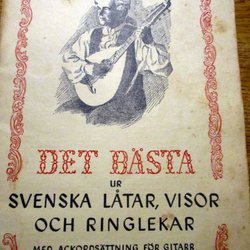 DET BÄSTA
UR
SVENSKA LÅTAR, VISOR
OCH RINGLEKAR
MED ACKORDSÄTTNING FÖR GITARR